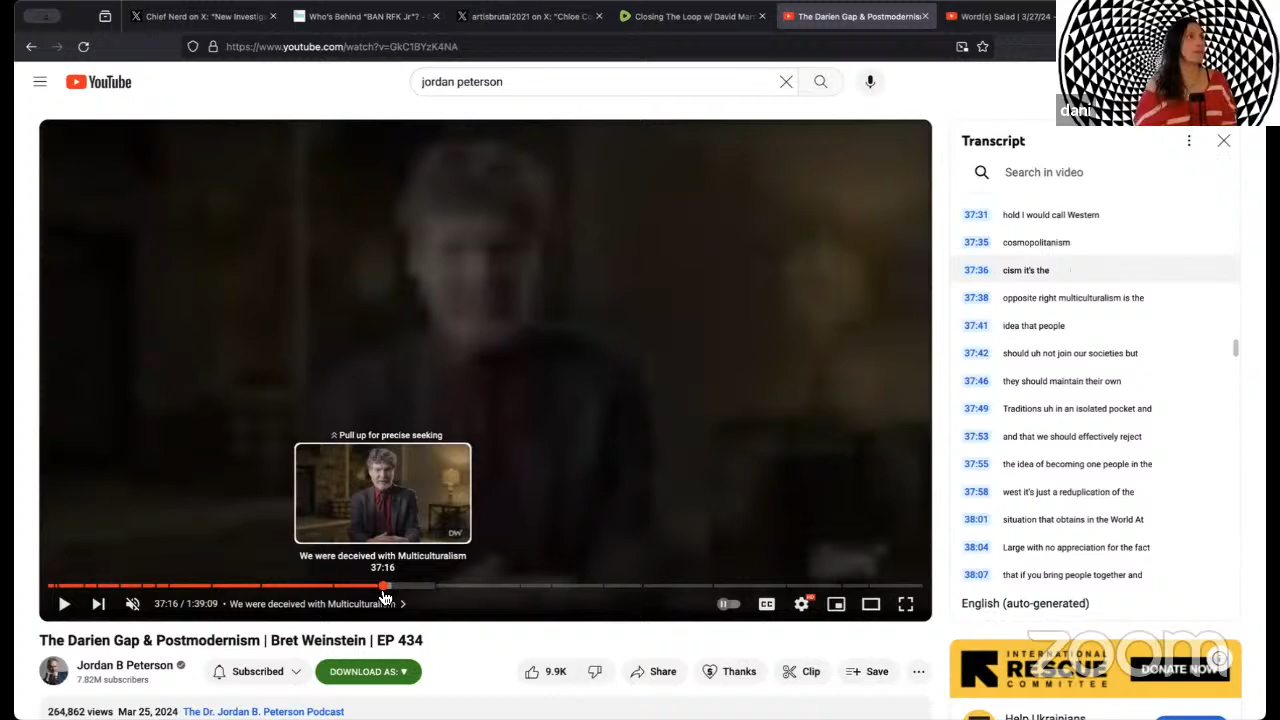 Chief Nerd on X: "New Investiga
Who's Behind "BAN RFK Jr"? -
artisbrutal2021 on X: "Chloe Co
Closing The Loop w/ David Mart
The Darien Gap & Postmodernis
Word(s) Salad | 3/27/24
https://www.youtube.com/watch?v=GkC1BYzK4NA
YouTube
jordan peterson
dani
Pull up for precise seeking
DW
We were deceived with Multiculturalism
37:16
37:16 / 1:39:09 • We were deceived with Multiculturalism
CC
HD
The Darien Gap & Postmodernism | Bret Weinstein | EP 434
Jordan B Peterson
7.82M subscribers
Subscribed
DOWNLOAD AS: ▼
9.9K
Share
Thanks
Clip
Save
264,862 views Mar 25, 2024 The Dr. Jordan B. Peterson Podcast
Transcript
Search in video
37:31 hold I would call Western
37:35 cosmopolitanism
37:36 cism it's the
37:38 opposite right multiculturalism is the
37:41 idea that people
37:42 should uh not join our societies but
37:46 they should maintain their own
37:49 Traditions uh in an isolated pocket and
37:53 and that we should effectively reject
37:55 the idea of becoming one people in the
37:58 west it's just a reduplication of the
38:01 situation that obtains in the World At
38:04 Large with no appreciation for the fact
38:07 that if you bring people together and
English (auto-generated)
INTERNATIONAL
RESCUE
COMMITTEE
DONATE NOW
zoom
Help Ukrainians